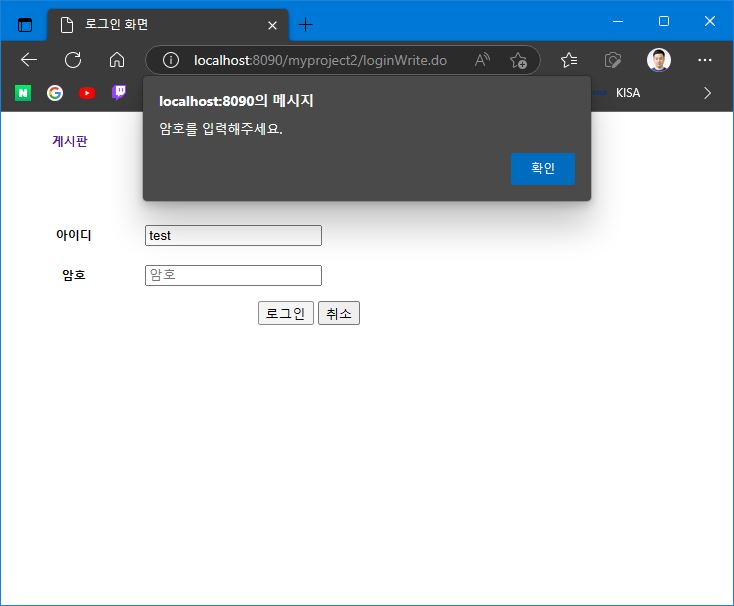 로그인 화면
localhost:8090/myproject2/loginWrite.do
KISA
localhost:8090의 메시지
암호를 입력해주세요.
확인
게시판
아이디 test
암호 암호
로그인 취소